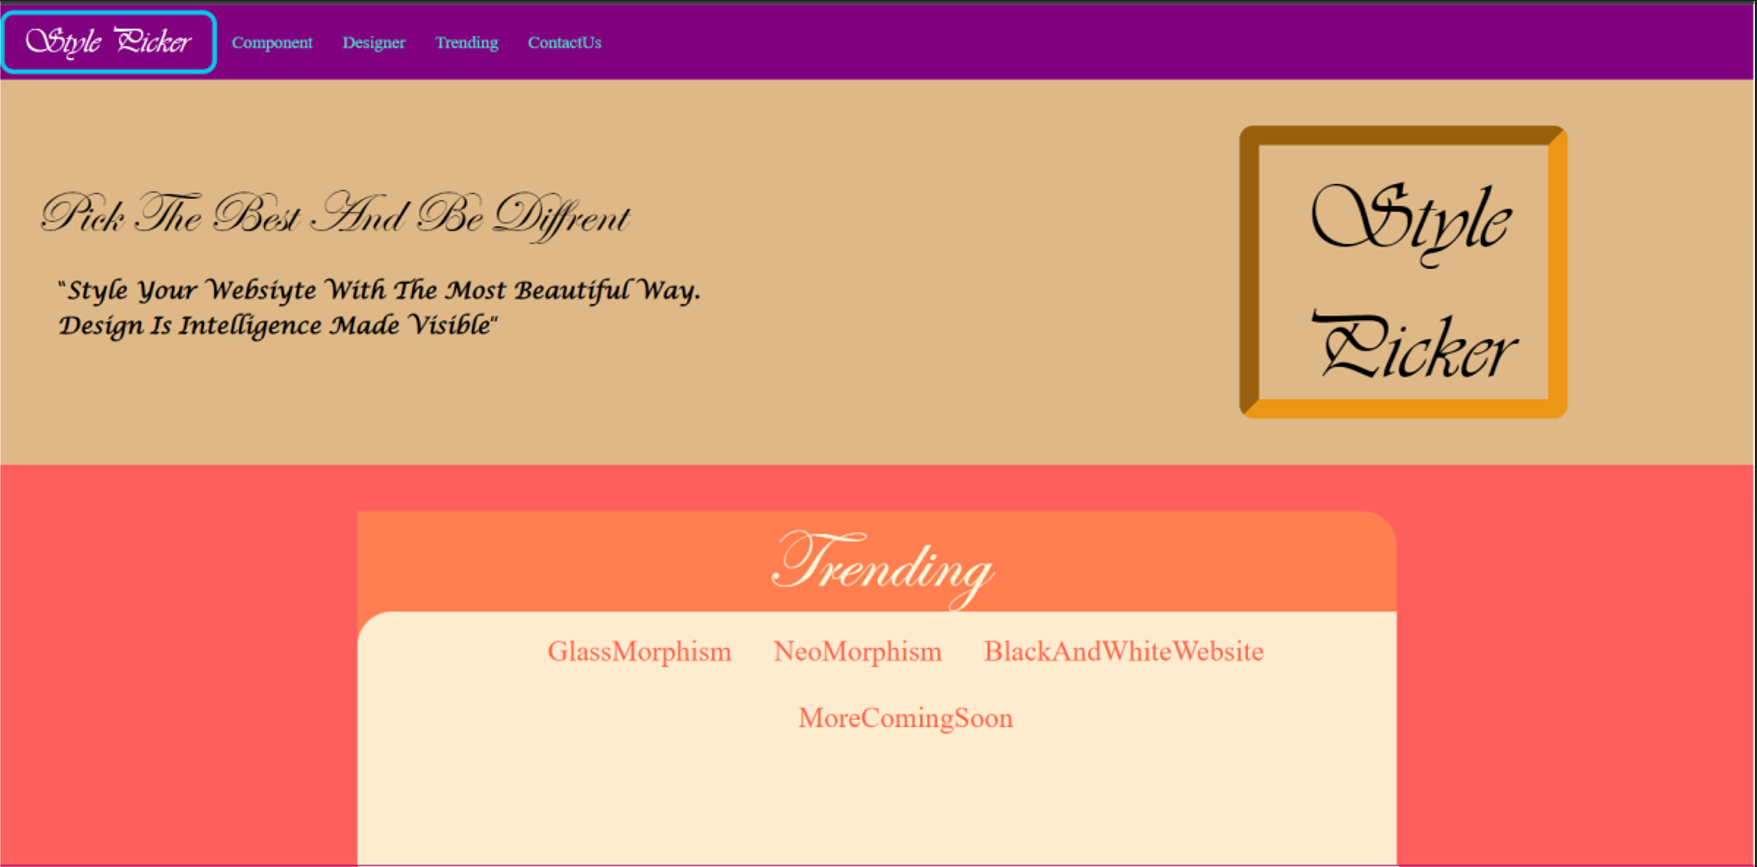 Style Picker Component Designer Trending ContactUs
Pick The Best And Be Diffrent
"Style Your Websiyte With The Most Beautiful Way.
Design Is Intelligence Made Visible"
Style
Picker
Trending
GlassMorphism NeoMorphism BlackAndWhiteWebsite
MoreComingSoon